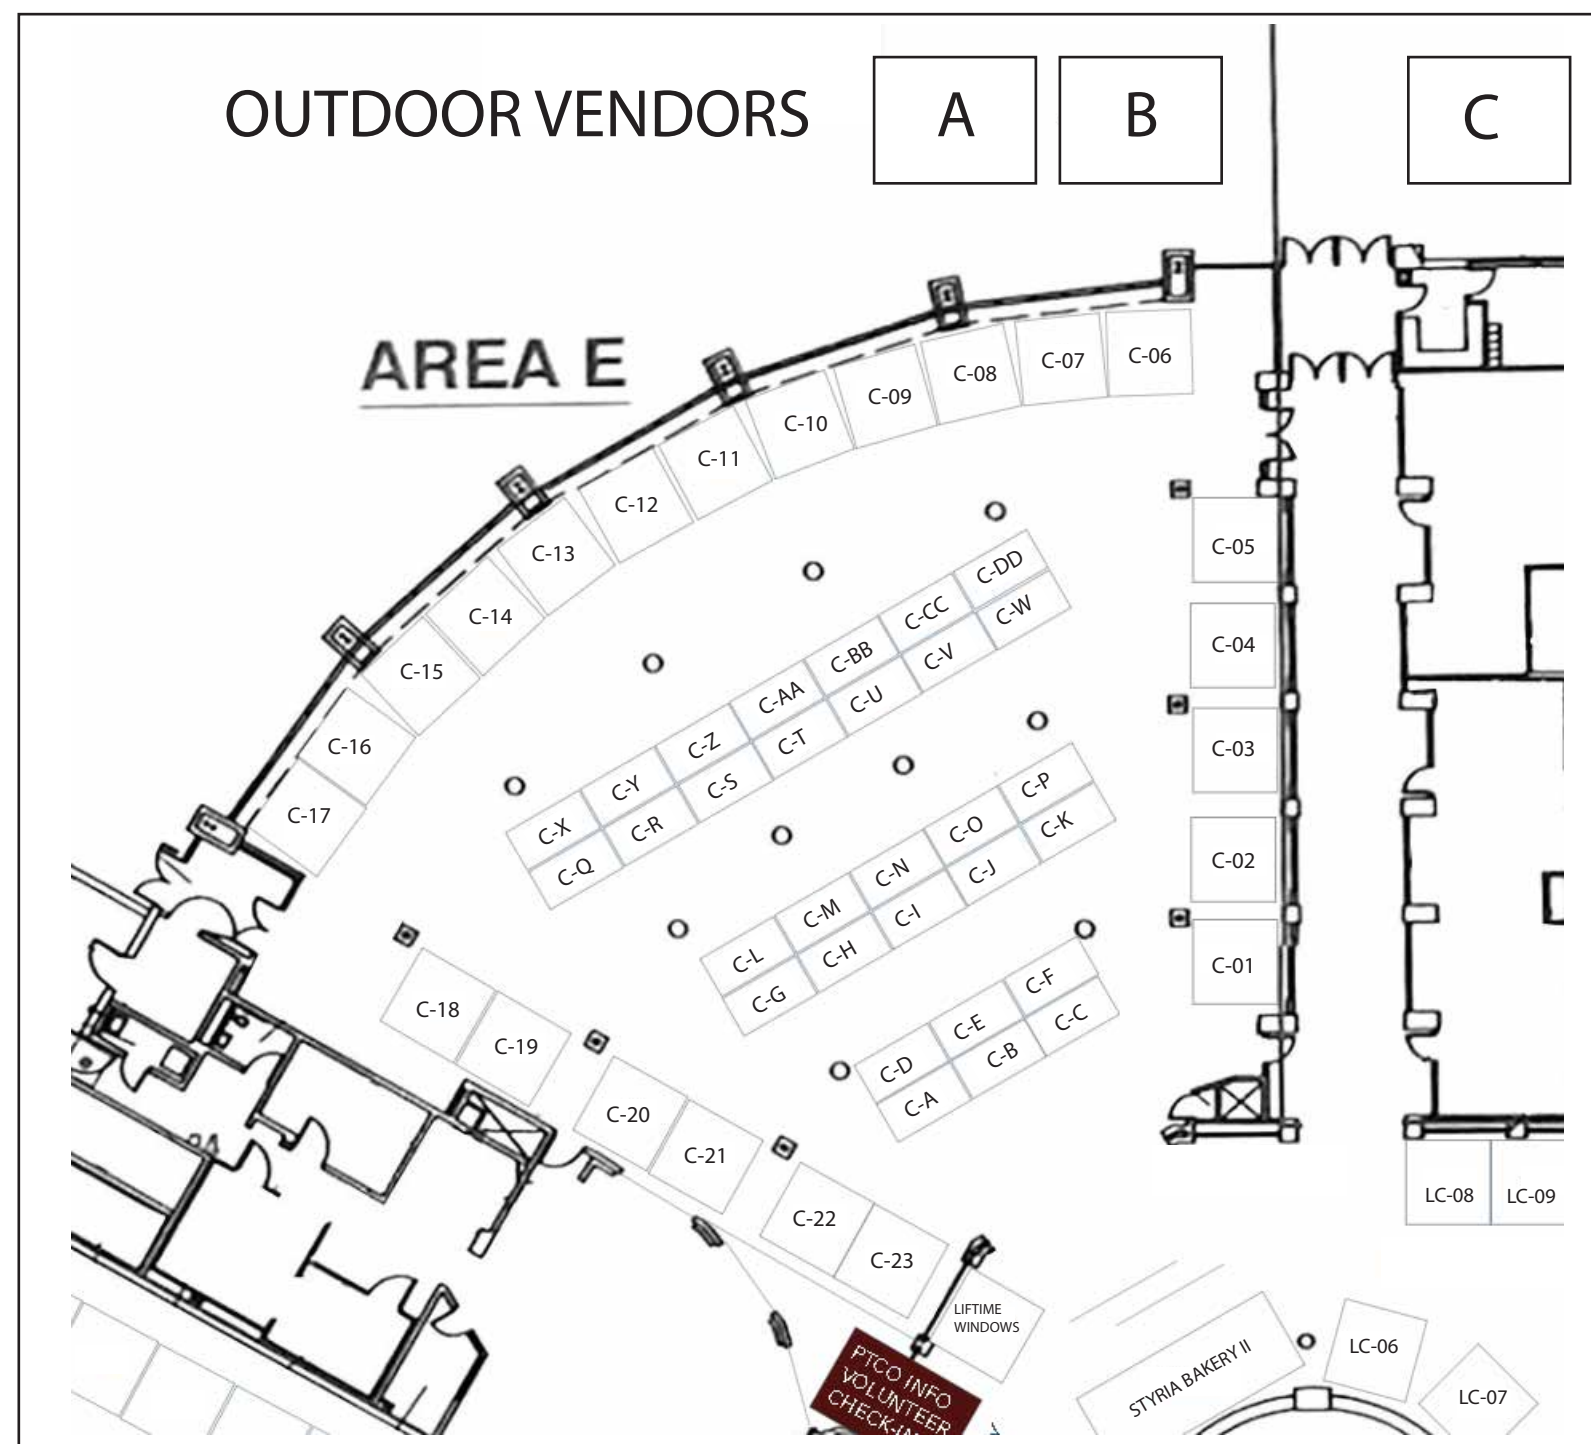 OUTDOOR VENDORS
A
B
C
AREA E
C-06
C-07
C-08
C-09
C-10
C-11
C-12
C-13
C-14
C-15
C-16
C-17
C-05
C-04
C-03
C-02
C-01
C-DD
C-CC
C-BB
C-AA
C-Z
C-Y
C-X
C-W
C-V
C-U
C-T
C-S
C-R
C-Q
C-P
C-O
C-N
C-M
C-L
C-K
C-J
C-I
C-H
C-G
C-F
C-E
C-D
C-C
C-B
C-A
C-18
C-19
C-20
C-21
C-22
C-23
LIFTIME
WINDOWS
PTCO INFO
VOLUNTEER
LC-08
LC-09
STYRIA BAKERY II
LC-06
LC-07